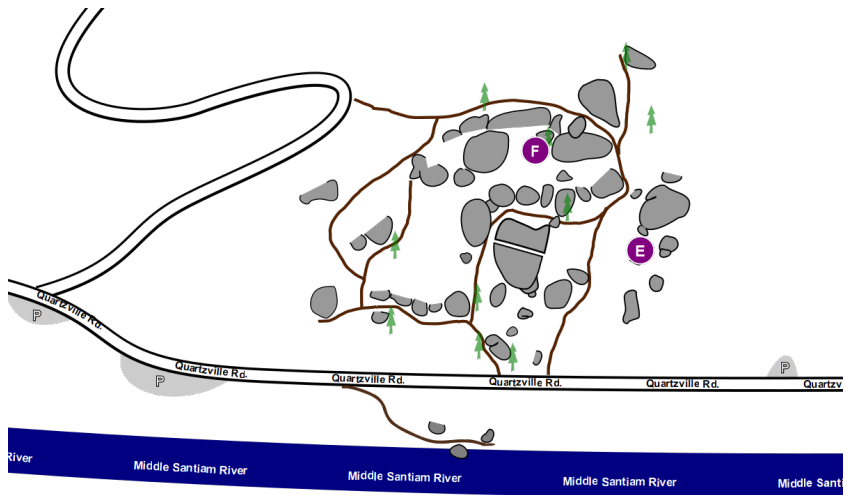 F
E
Quartzville Rd.
P
Quartzville Rd.
P
Quartzville Rd.
Quartzville Rd.
Quartzville Rd.
P
Quartzv
River
Middle Santiam River
Middle Santiam River
Middle Santiam River
Middle Santi